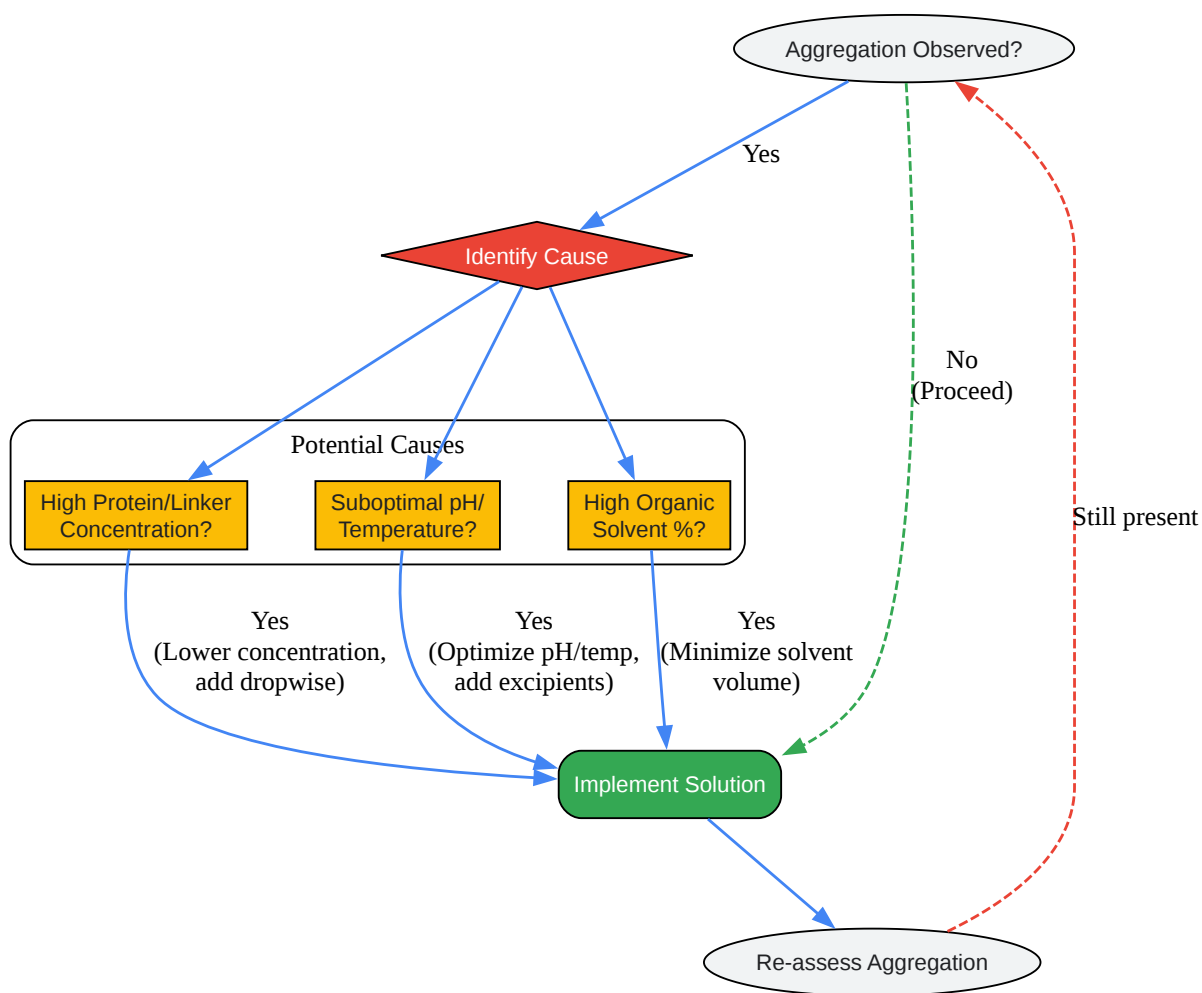 Aggregation Observed?
Yes
Identify Cause
No
(Proceed)
Potential Causes
High Protein/Linker
Concentration?
Suboptimal pH/
Temperature?
High Organic
Solvent %?
Still present
Yes
(Lower concentration,
add dropwise)
Yes
(Optimize pH/temp,
add excipients)
Yes
(Minimize solvent
volume)
Implement Solution
Re-assess Aggregation